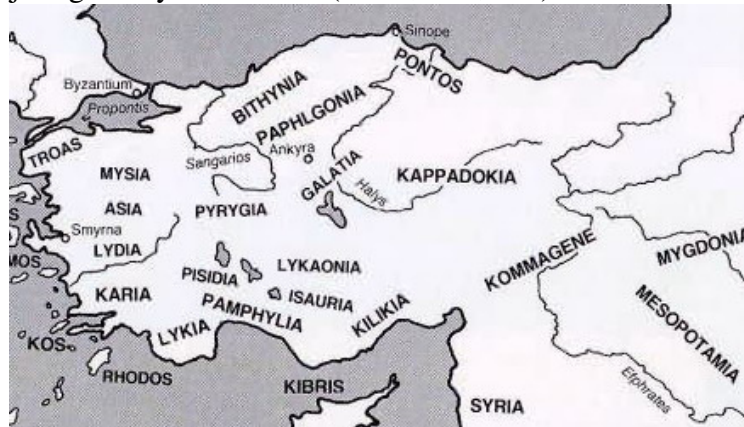 Sinope
PONTOS
Byzantium
BITHYNIA
Propontis
PAPHLGONIA
TROAS
Sangarios
Ankyra
MYSIA
GALATIA
Halys
KAPPADOKIA
ASIA
PYRYGIA
Smyrna
LYDIA
KOMMAGENE
MYGDONIA
PISIDIA
LYKAONIA
KARIA
ISAURIA
PAMPHYLIA
KILIKIA
MESOPOTAMIA
LYKIA
KOS
RHODOS
KIBRIS
Efphrates
SYRIA